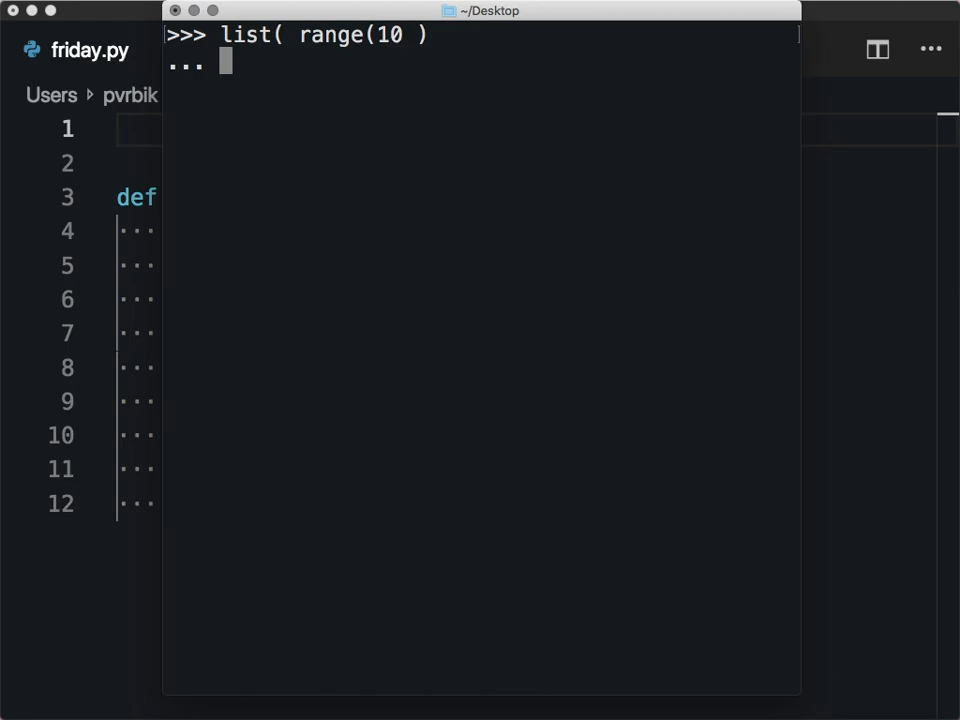 ~/Desktop
friday.py
>>> list( range(10 )
...
Users pvrbik
1
2
3 def
4 ···
5 ···
6 ···
7 ···
8 ···
9 ···
10 ···
11 ···
12 ···